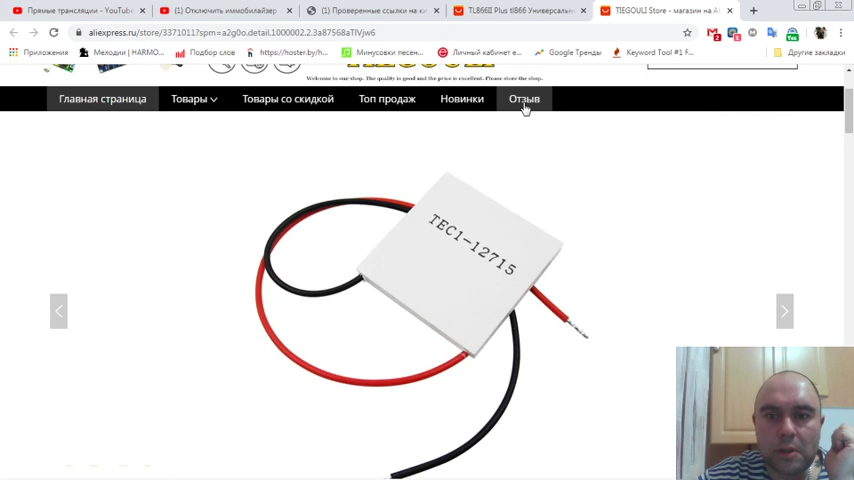 Прямые трансляции - YouTube
(1) Отключить иммобилайзер
(1) Проверенные ссылки на ки
TL866II Plus tl866 Универсальн
TIEGOULI Store - магазин на Al
aliexpress.ru/store/3371011?spm=a2g0o.detail.1000002.2.3a87568aTIVjw6
Приложения
Мелодии | HARMO...
Подбор слов
https://hoster.by/h...
Минусовки песен...
Личный кабинет е...
Google Тренды
Keyword Tool #1 F...
Другие закладки
Welcome to our shop. The quality is good and the price is excellent. Please store the shop.
Главная страница
Товары
Товары со скидкой
Топ продаж
Новинки
Отзыв
TEC1-12715